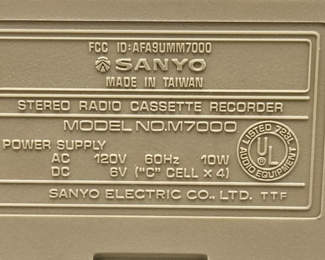 FCC ID:AFA9UMM7000
SANYO
MADE IN TAIWAN
STEREO RADIO CASSETTE RECORDER
MODEL NO.M7000
POWER SUPPLY
AC 120V 60Hz 10W
DC 6V ("C" CELL × 4)
LISTED 723L
UL
AUDIO EQUIPMENT
SANYO ELECTRIC CO., LTD. TTF